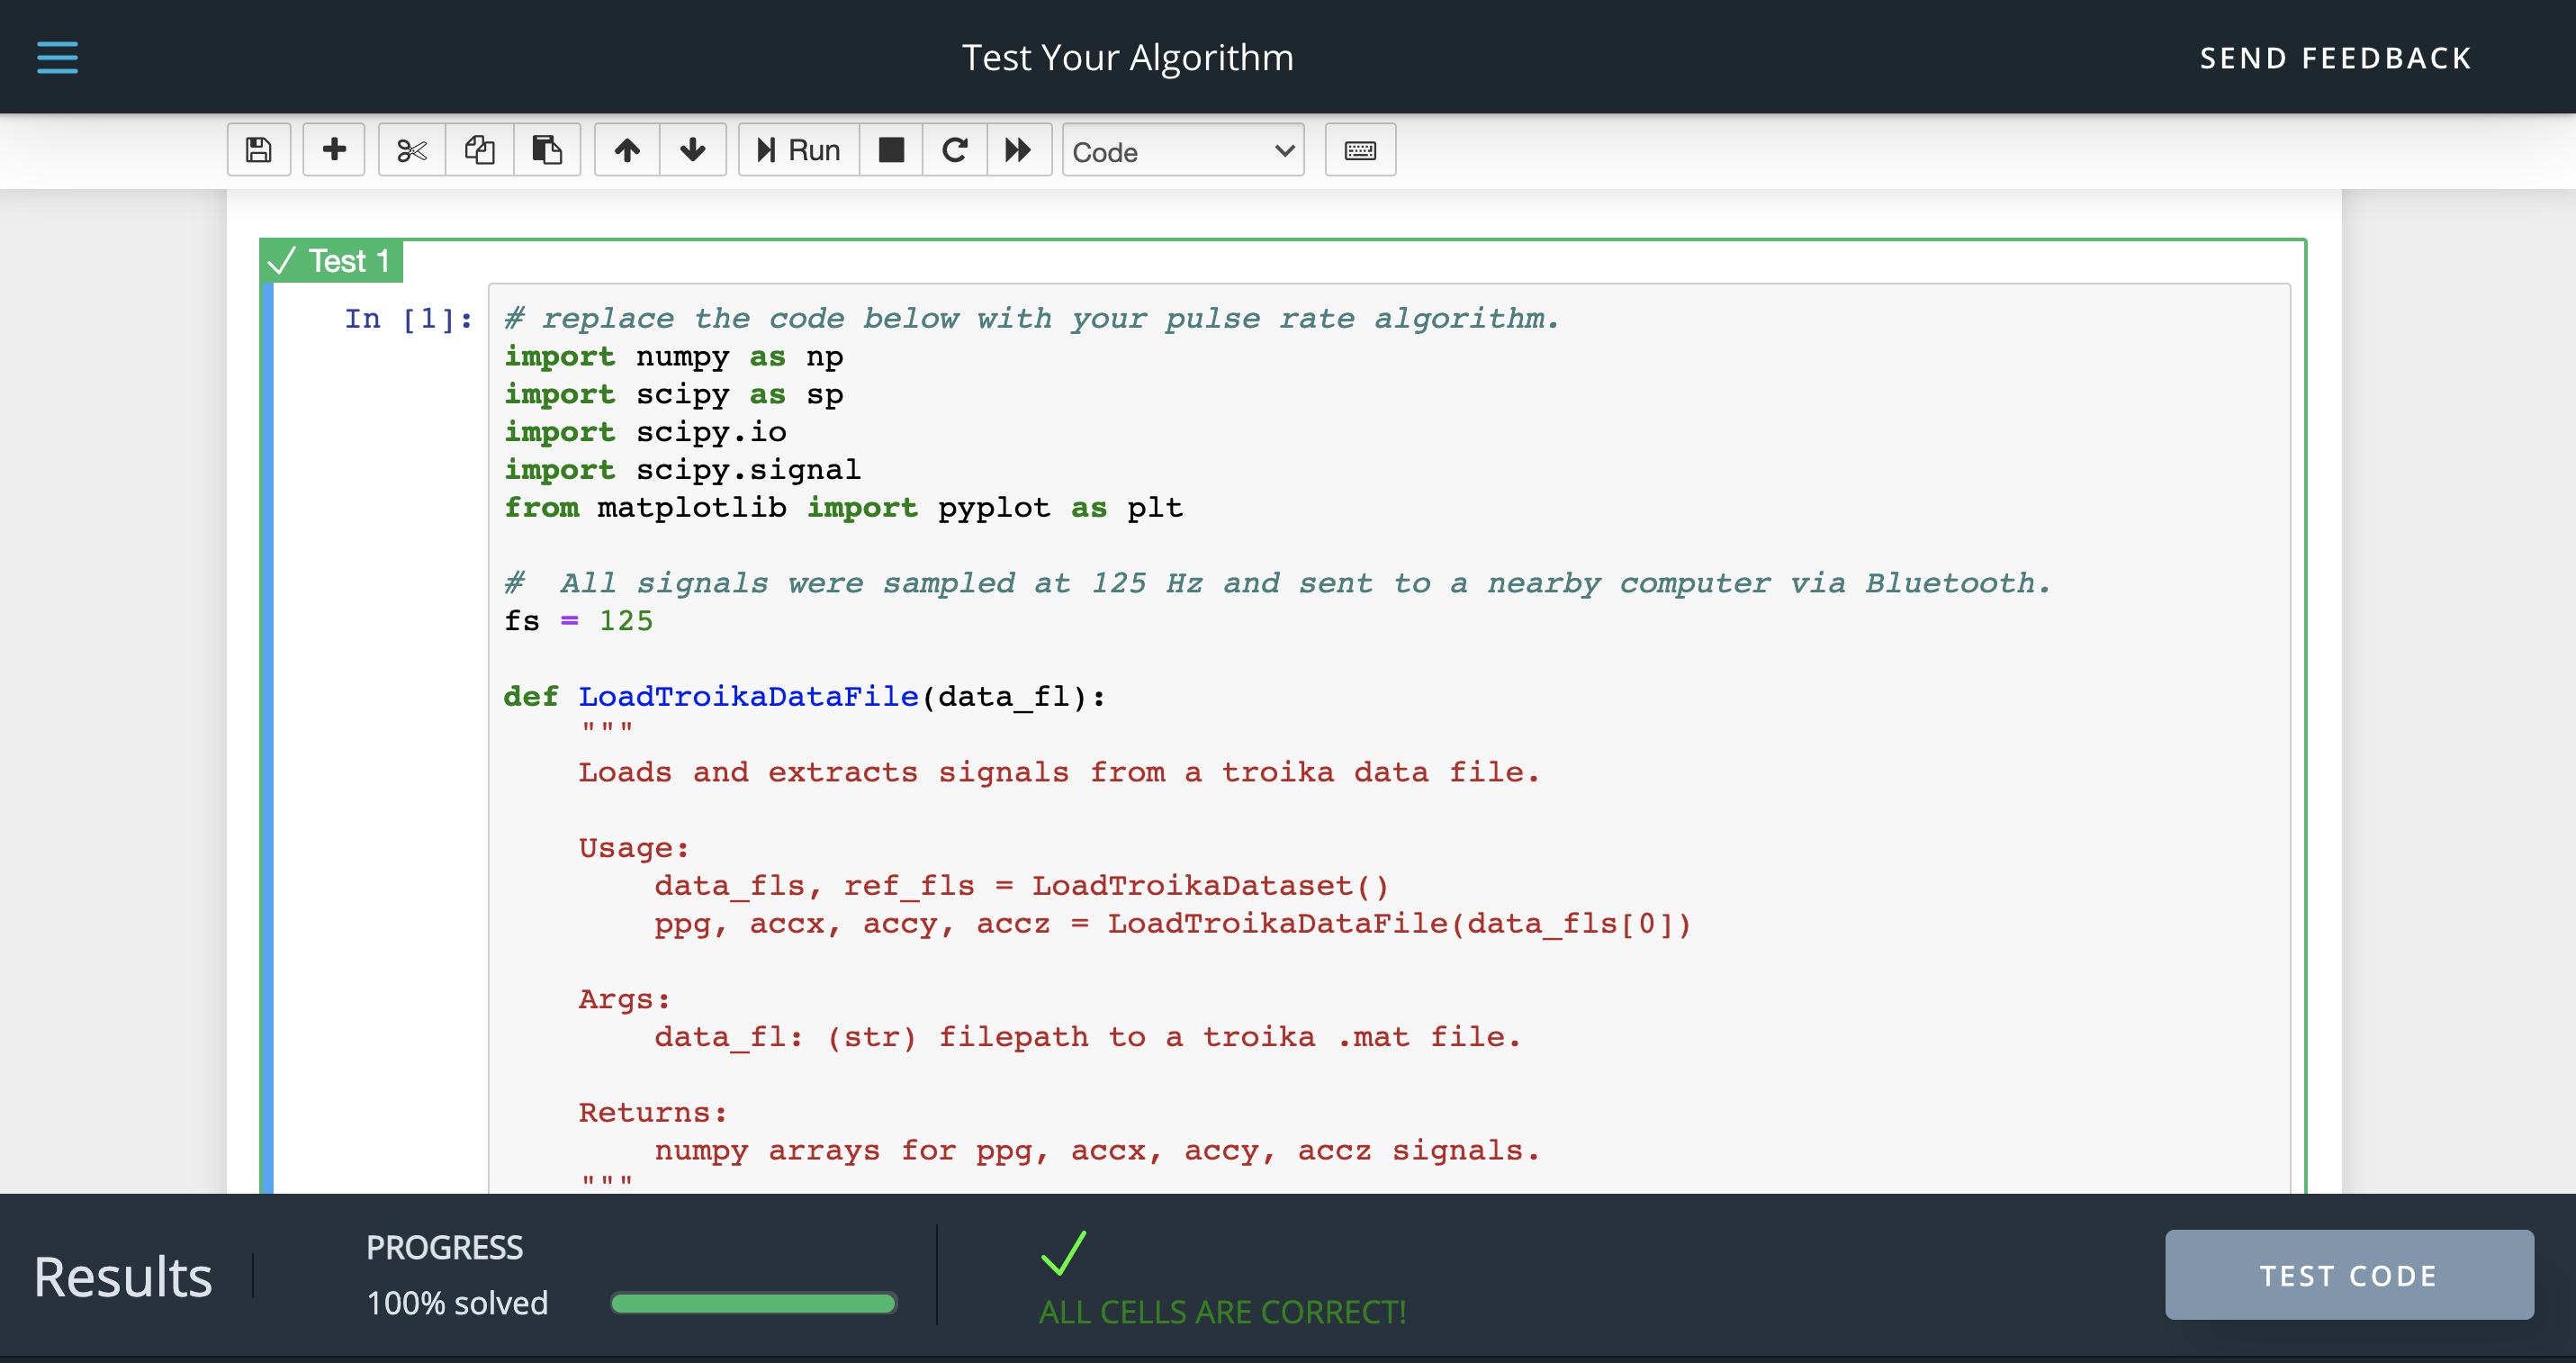 Test Your Algorithm
SEND FEEDBACK
Run
Code
Test 1
In [1]:
# replace the code below with your pulse rate algorithm.
import numpy as np
import scipy as sp
import scipy.io
import scipy.signal
from matplotlib import pyplot as plt
#  All signals were sampled at 125 Hz and sent to a nearby computer via Bluetooth.
fs = 125
def LoadTroikaDataFile(data_fl):
    """
    Loads and extracts signals from a troika data file.
    Usage:
        data_fls, ref_fls = LoadTroikaDataset()
        ppg, accx, accy, accz = LoadTroikaDataFile(data_fls[0])
    Args:
        data_fl: (str) filepath to a troika .mat file.
    Returns:
        numpy arrays for ppg, accx, accy, accz signals.
    """
Results
PROGRESS
100% solved
ALL CELLS ARE CORRECT!
TEST CODE